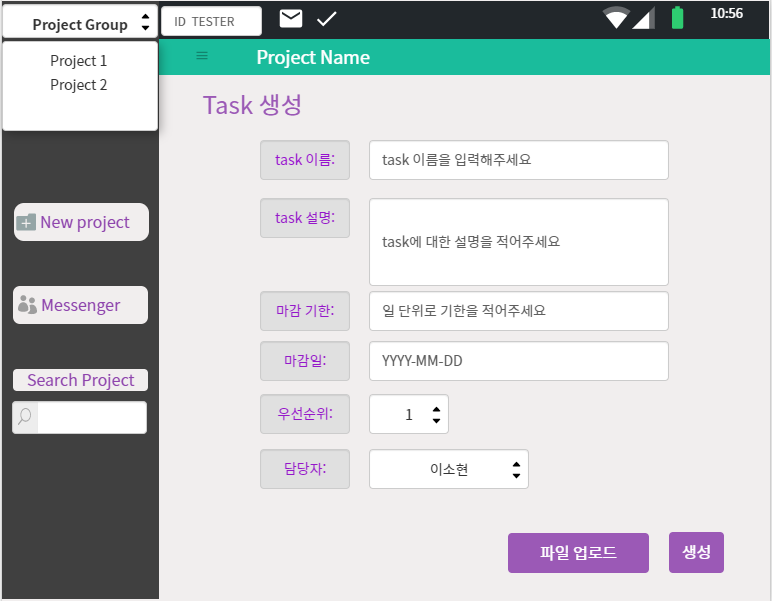 Project Group
ID TESTER
10:56
Project 1
Project 2
Project Name
Task 생성
task 이름:
task 이름을 입력해주세요
task 설명:
task에 대한 설명을 적어주세요
New project
마감 기한:
일 단위로 기한을 적어주세요
Messenger
마감일:
YYYY-MM-DD
Search Project
우선순위:
1
담당자:
이소현
파일 업로드
생성